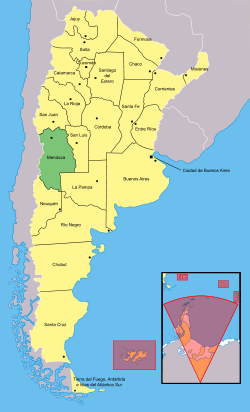 Jujuy
Formosa
Salta
Tucumán
Chaco
Misiones
Catamarca
Santiago
del
Estero
Corrientes
La Rioja
Santa Fe
San Juan
Córdoba
Entre Ríos
San Luis
Mendoza
Ciudad de Buenos Aires
La Pampa
Buenos Aires
Neuquén
Río Negro
Chubut
Santa Cruz
Tierra del Fuego, Antártida
e Islas del Atlántico Sur